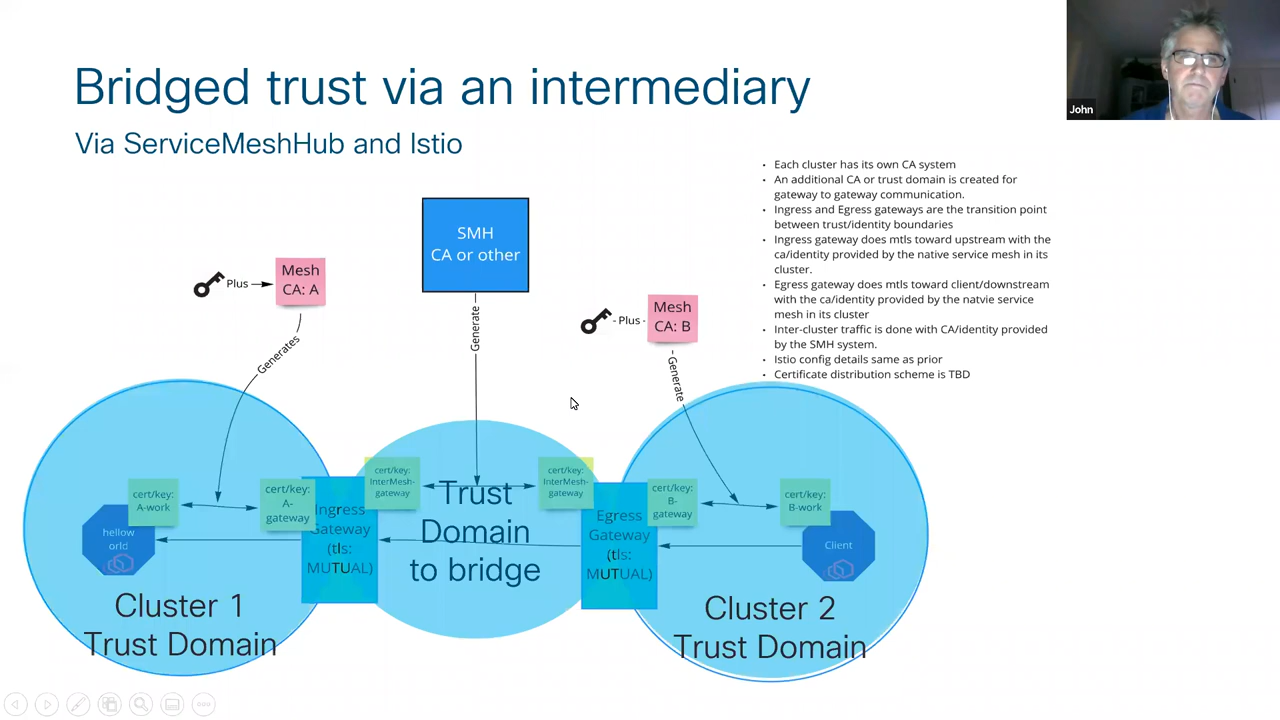 Bridged trust via an intermediary
Via ServiceMeshHub and Istio
John
Each cluster has its own CA system
An additional CA or trust domain is created for
gateway to gateway communication.
Ingress and Egress gateways are the transition point
between trust/identity boundaries
Ingress gateway does mtls toward upstream with the
ca/identity provided by the native service mesh in its
cluster.
Egress gateway does mtls toward client/downstream
with the ca/identity provided by the natvie service
mesh in its cluster
Inter-cluster traffic is done with CA/identity provided
by the SMH system.
Istio config details same as prior
Certificate distribution scheme is TBD
SMH
CA or other
Plus
Mesh
CA: A
Generates
Generate
Plus
Mesh
CA: B
Generate
cert/key:
A-work
cert/key:
A-
gateway
cert/key:
InterMesh-
gateway
cert/key:
InterMesh-
gateway
cert/key:
B-
gateway
cert/key:
B-work
hellow
orld
Ingress
Gateway
(tls:
MUTUAL)
Trust
Domain
to bridge
Egress
Gateway
(tls:
MUTUAL)
Client
Cluster 1
Trust Domain
Cluster 2
Trust Domain